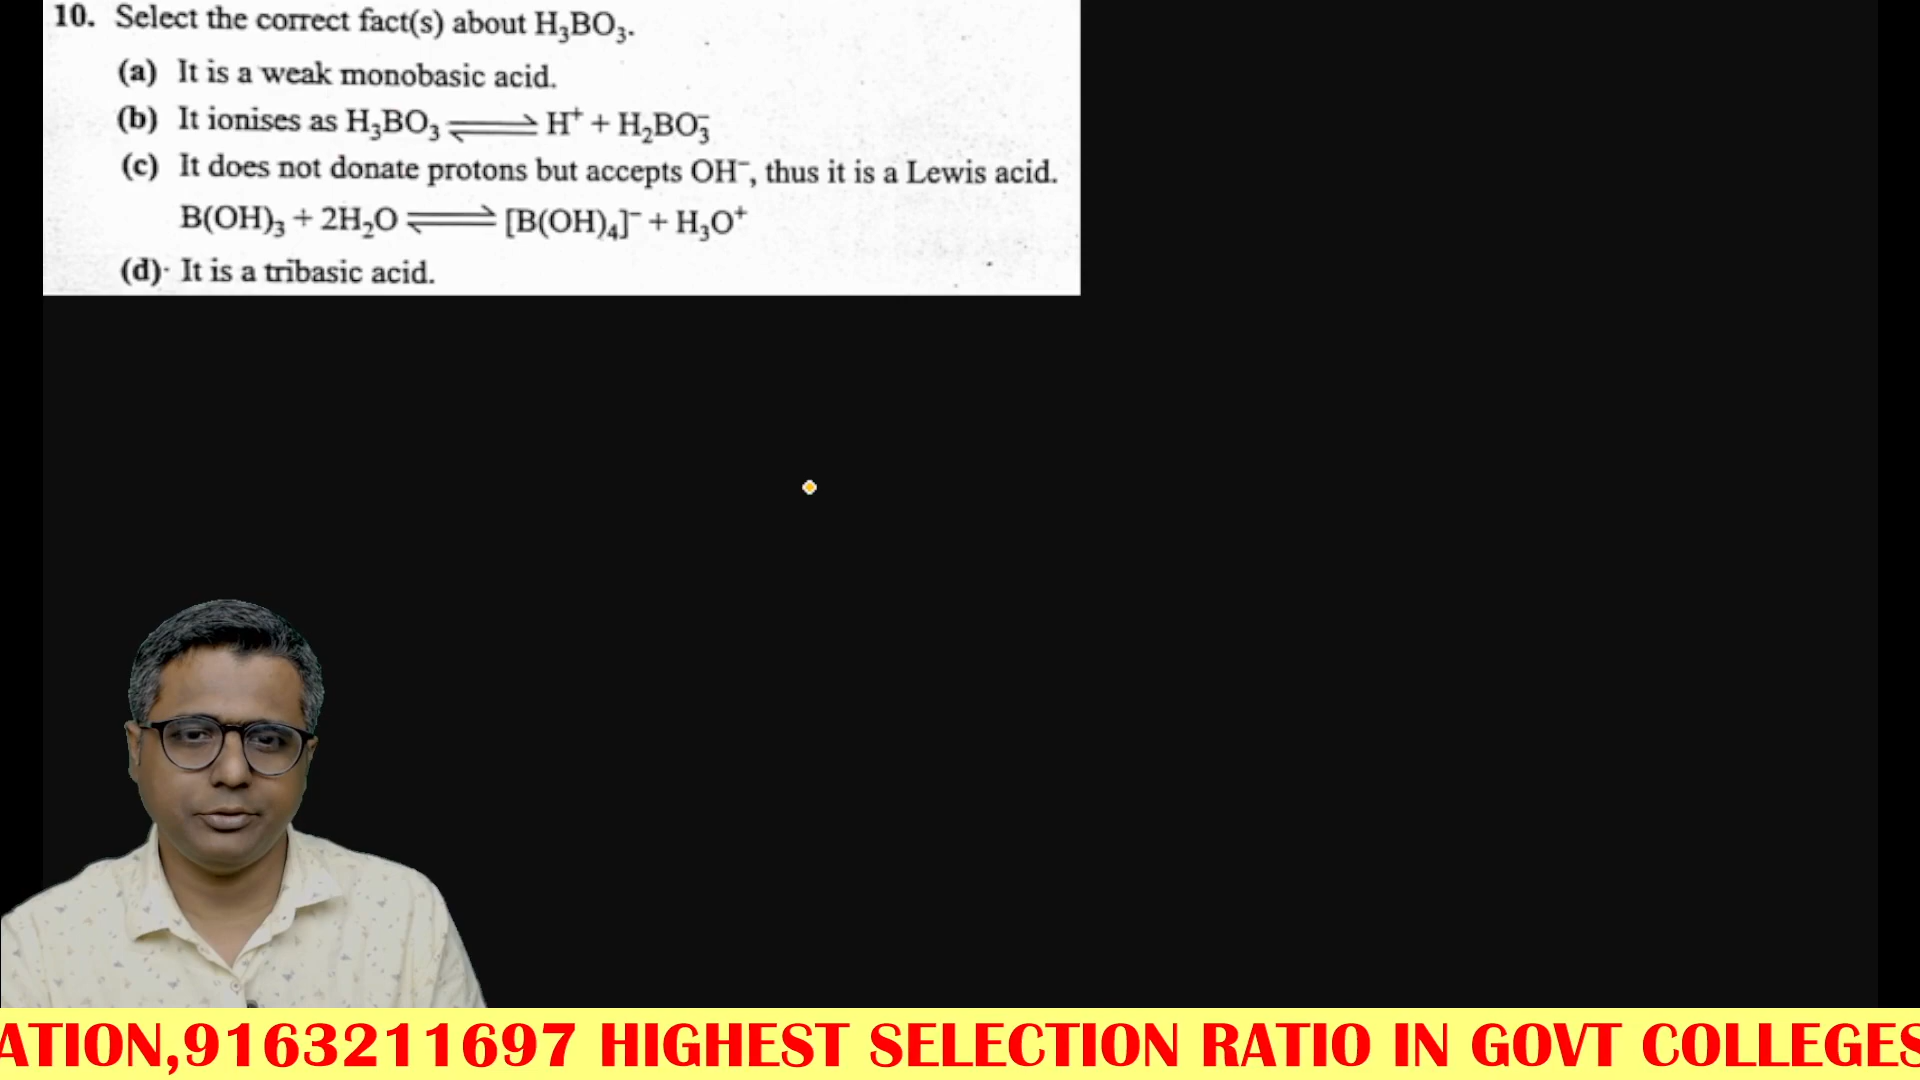 10. Select the correct fact(s) about H₃BO₃.
(a) It is a weak monobasic acid.
(b) It ionises as H₃BO₃ ⇌ H⁺ + H₂BO₃⁻
(c) It does not donate protons but accepts OH⁻, thus it is a Lewis acid.
B(OH)₃ + 2H₂O ⇌ [B(OH)₄]⁻ + H₃O⁺
(d) It is a tribasic acid.
ATION,9163211697 HIGHEST SELECTION RATIO IN GOVT COLLEGES